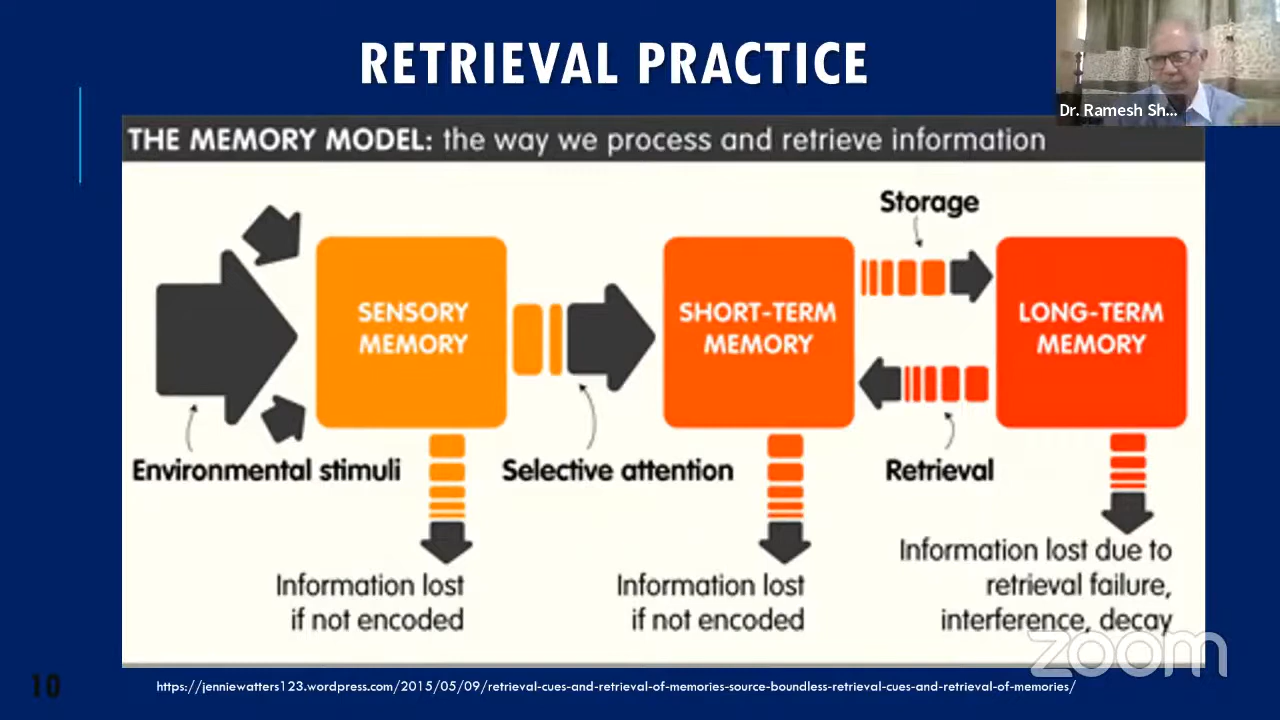 RETRIEVAL PRACTICE
Dr. Ramesh Sh...
THE MEMORY MODEL: the way we process and retrieve information
Storage
SENSORY
MEMORY
SHORT-TERM
MEMORY
LONG-TERM
MEMORY
Environmental stimuli
Selective attention
Retrieval
Information lost
if not encoded
Information lost
if not encoded
Information lost due to
retrieval failure,
interference, decay
zoom
10
https://jenniewatters123.wordpress.com/2015/05/09/retrieval-cues-and-retrieval-of-memories-source-boundless-retrieval-cues-and-retrieval-of-memories/